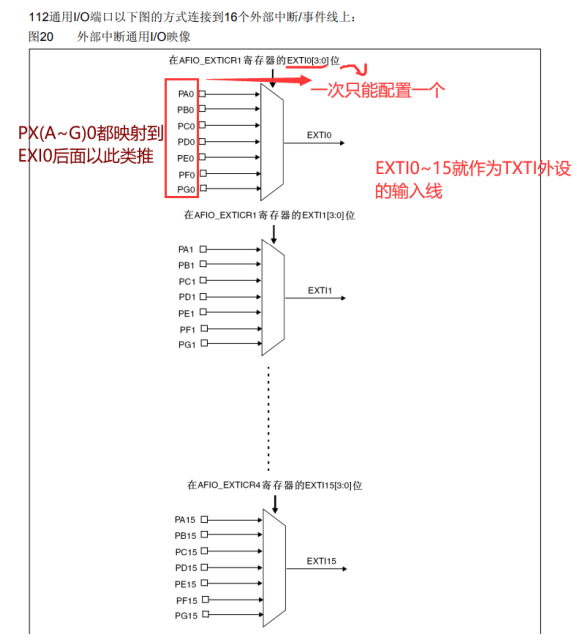 112通用I/O端口以下图的方式连接到16个外部中断/事件线上：
图20 外部中断通用I/O映像
在AFIO_EXTICR1寄存器的EXTI0[3:0]位
PA0
PB0
PC0
PD0
PE0
PF0
PG0
EXTI0
一次只能配置一个
PX(A~G)0都映射到
EXI0后面以此类推
EXTI0~15就作为TXTI外设
的输入线
在AFIO_EXTICR1寄存器的EXTI1[3:0]位
PA1
PB1
PC1
PD1
PE1
PF1
PG1
EXTI1
在AFIO_EXTICR4寄存器的EXTI15[3:0]位
PA15
PB15
PC15
PD15
PE15
PF15
PG15
EXTI15